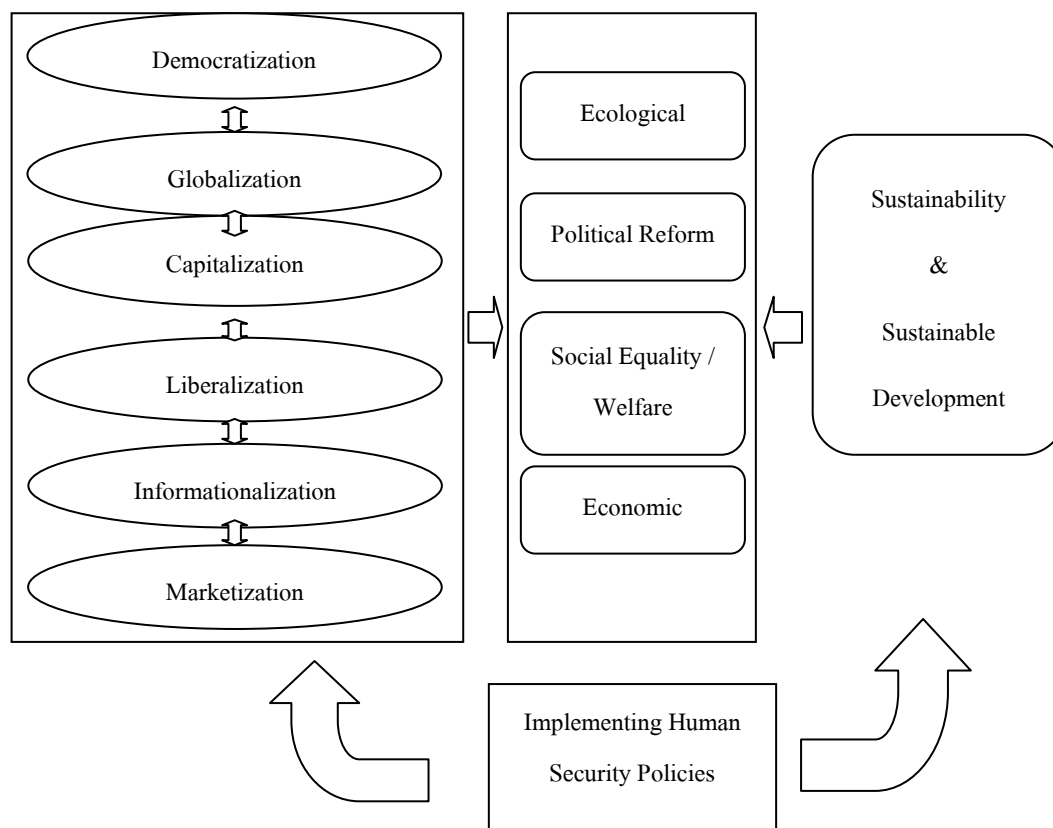 Democratization
Globalization
Capitalization
Liberalization
Informationalization
Marketization
Ecological
Political Reform
Social Equality /
Welfare
Economic
Sustainability
&
Sustainable
Development
Implementing Human
Security Policies